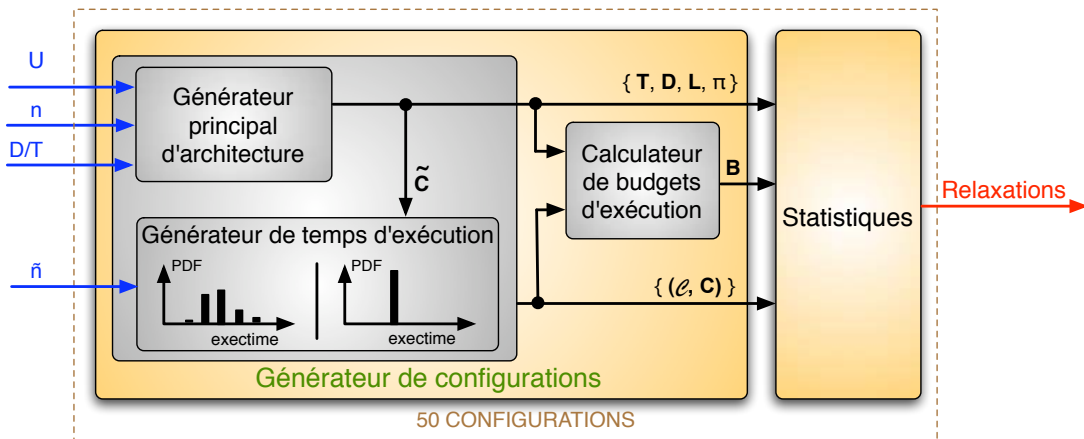 U
n
D/T
ñ
Générateur
principal
d'architecture
C̃
{ T, D, L, π }
Calculateur
de budgets
d'exécution
B
Statistiques
Relaxations
Générateur de temps d'exécution
PDF
exectime
PDF
exectime
{ (𝒞, C) }
Générateur de configurations
50 CONFIGURATIONS